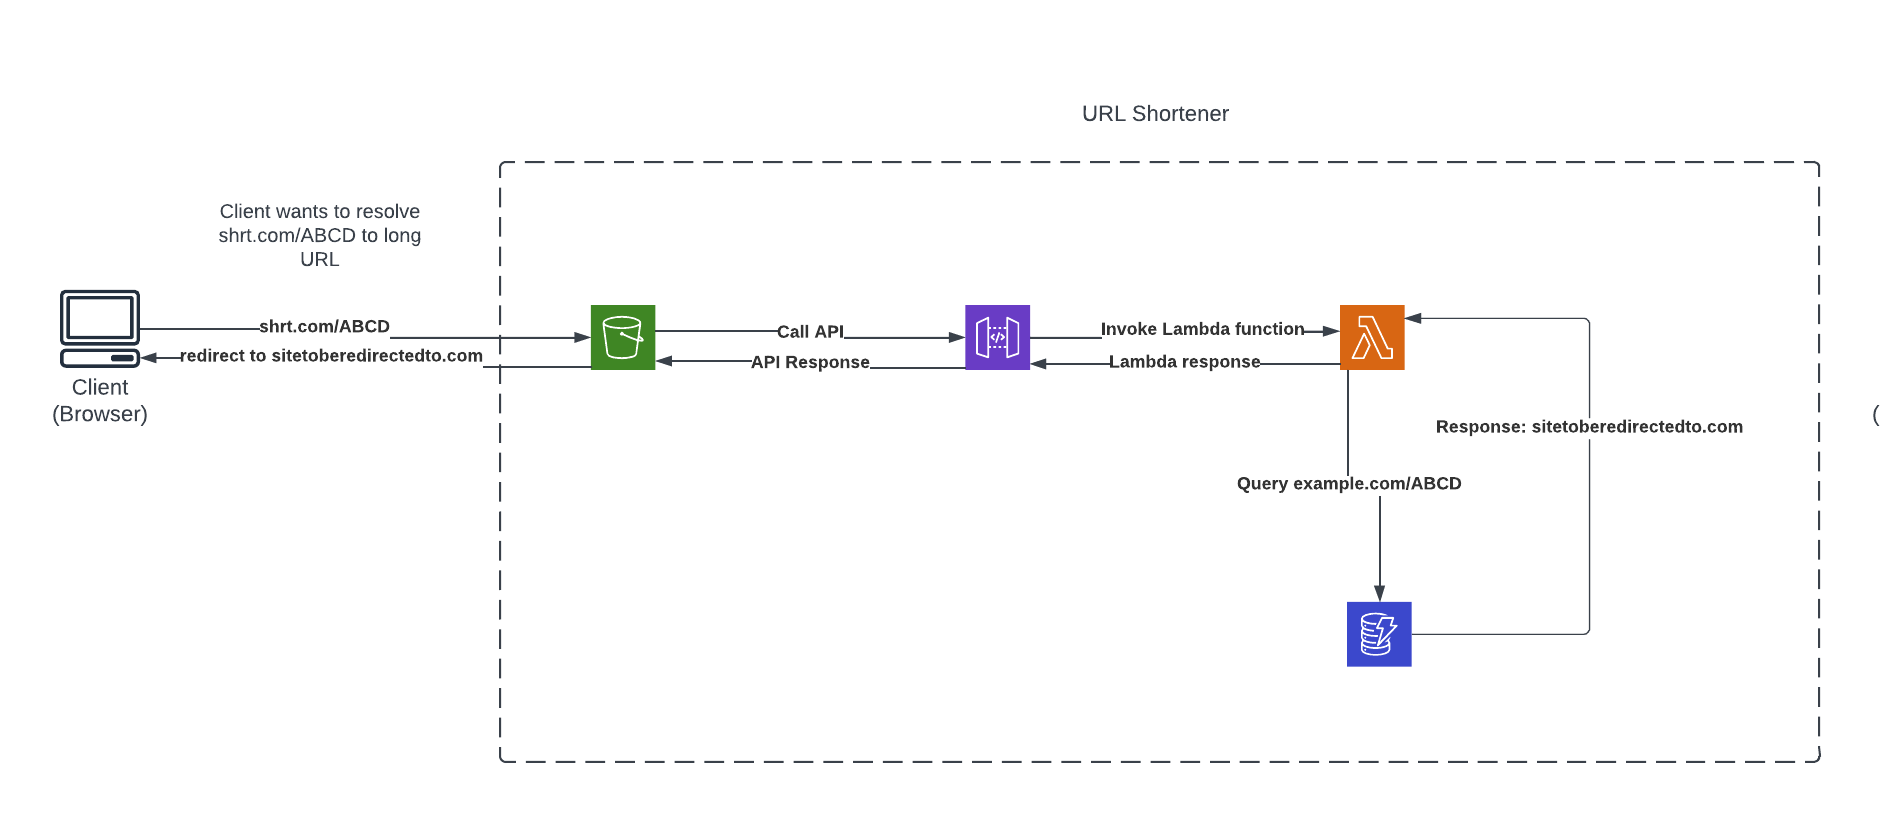 URL Shortener
Client wants to resolve
shrt.com/ABCD to long
URL
shrt.com/ABCD
redirect to sitetoberedirectedto.com
Client
(Browser)
Call API
API Response
Invoke Lambda function
Lambda response
Response: sitetoberedirectedto.com
Query example.com/ABCD
(